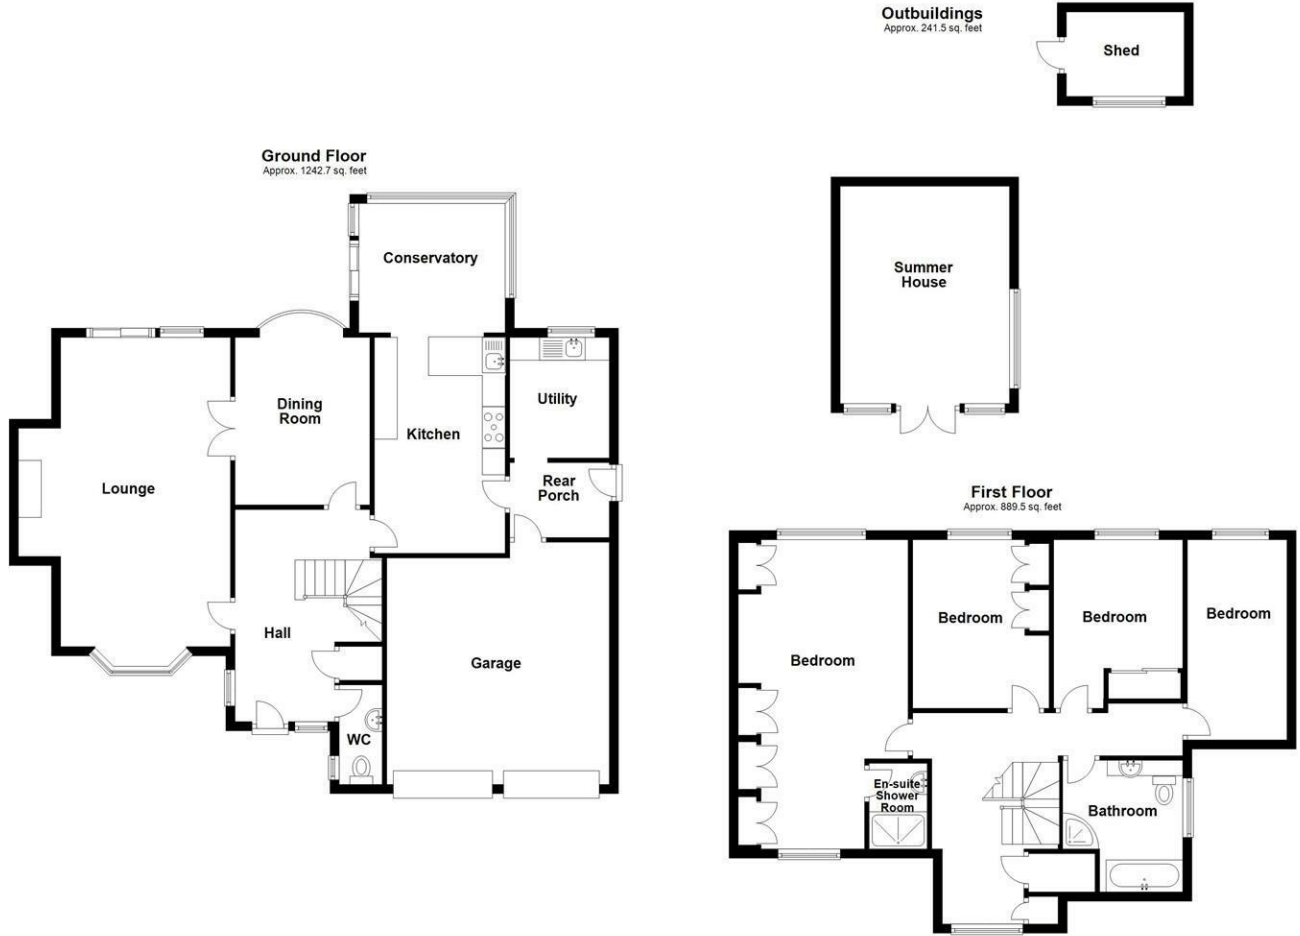 Outbuildings
Approx. 241.5 sq. feet
Shed
Ground Floor
Approx. 1242.7 sq. feet
Conservatory
Summer
House
Dining
Room
Utility
Kitchen
Lounge
Rear
Porch
Hall
Garage
WC
First Floor
Approx. 889.5 sq. feet
Bedroom
Bedroom
Bedroom
Bedroom
En-suite
Shower
Room
Bathroom